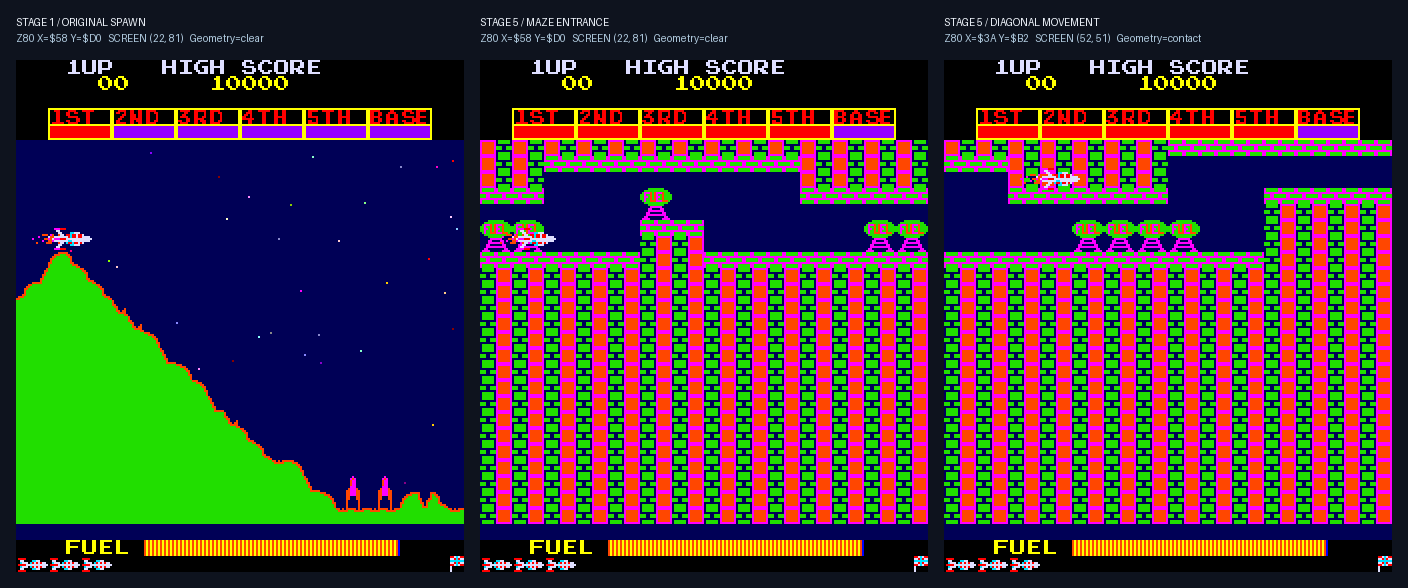 STAGE 1 / ORIGINAL SPAWN
Z80 X=$58 Y=$D0 SCREEN (22, 81) Geometry=clear
1UP HIGH SCORE
00 10000
1ST 2ND 3RD 4TH 5TH BASE
FUEL
STAGE 5 / MAZE ENTRANCE
Z80 X=$58 Y=$D0 SCREEN (22, 81) Geometry=clear
1UP HIGH SCORE
00 10000
1ST 2ND 3RD 4TH 5TH BASE
FUEL
STAGE 5 / DIAGONAL MOVEMENT
Z80 X=$3A Y=$B2 SCREEN (52, 51) Geometry=contact
1UP HIGH SCORE
00 10000
1ST 2ND 3RD 4TH 5TH BASE
FUEL